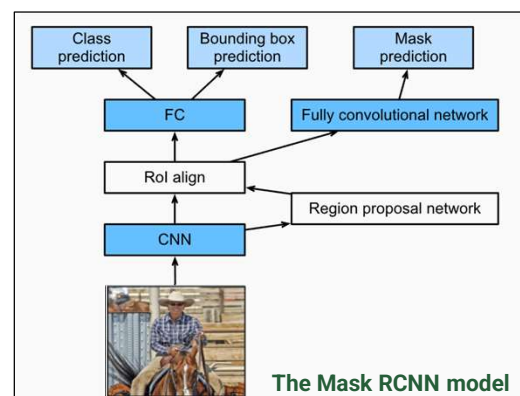 Class
prediction
Bounding box
prediction
Mask
prediction
FC
Fully convolutional network
RoI align
Region proposal network
CNN
The Mask RCNN model